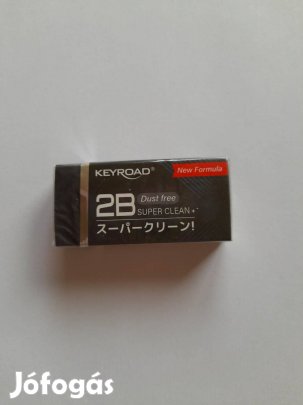 KEYROAD®
New Formula
2B Dust free
SUPER CLEAN+
スーパークリーン!
Jófogás